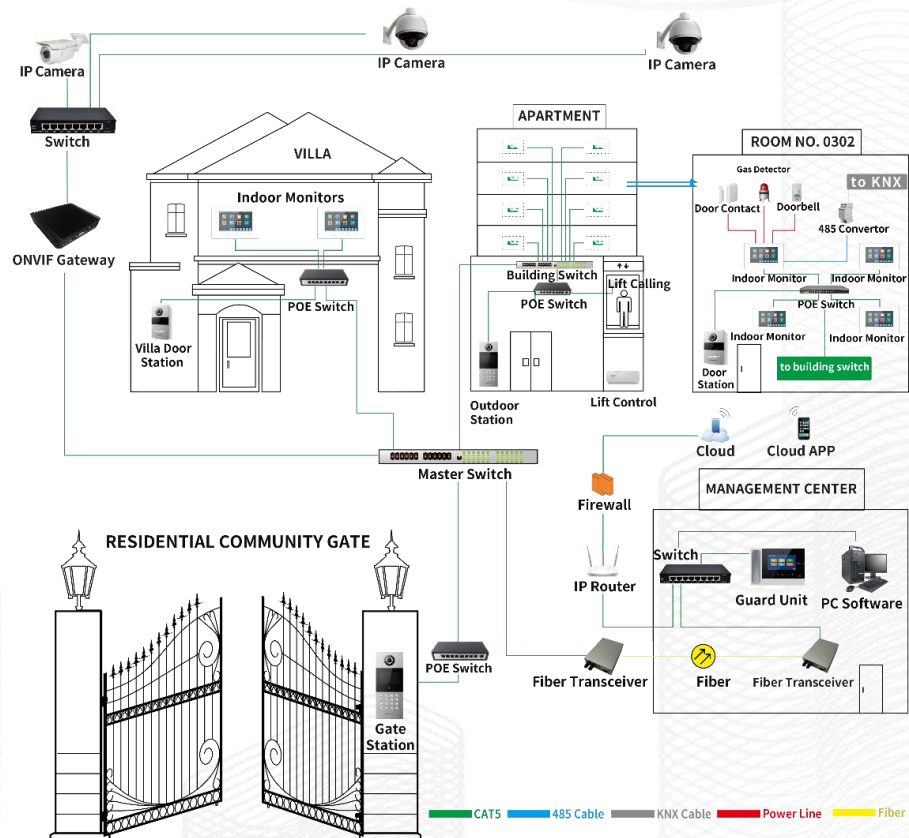 IP Camera
IP Camera
IP Camera
Switch
ONVIF Gateway
VILLA
Indoor Monitors
POE Switch
Villa Door
Station
APARTMENT
Building Switch
POE Switch
Lift Calling
Outdoor
Station
Lift Control
ROOM NO. 0302
Gas Detector
to KNX
Door Contact
Doorbell
485 Convertor
Indoor Monitor
Indoor Monitor
POE Switch
Indoor Monitor
Indoor Monitor
Door
Station
to building switch
Master Switch
Cloud
Cloud APP
Firewall
IP Router
MANAGEMENT CENTER
Switch
Guard Unit
PC Software
Fiber Transceiver
Fiber
Fiber Transceiver
RESIDENTIAL COMMUNITY GATE
POE Switch
Gate
Station
CAT5
485 Cable
KNX Cable
Power Line
Fiber